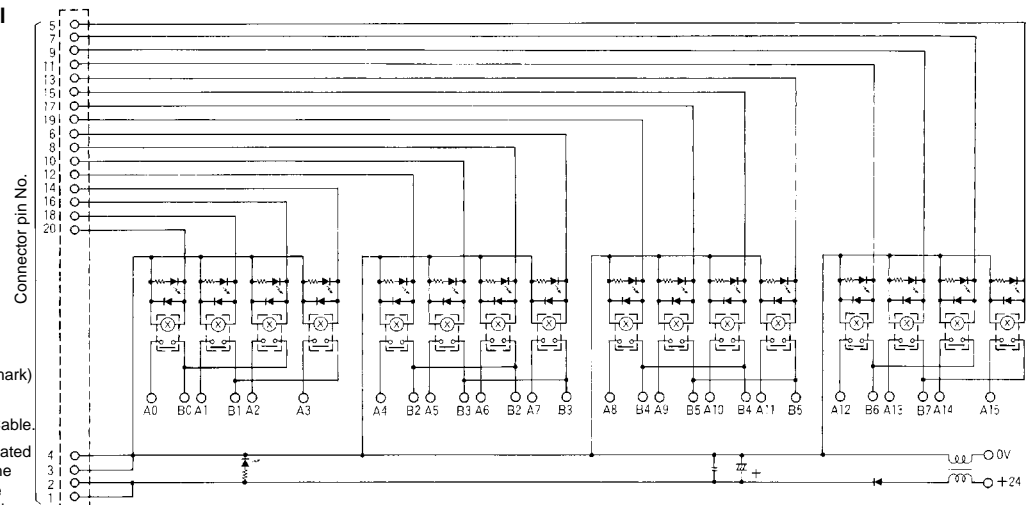 l
Connector pin No.
5
7
9
11
13
15
17
19
6
8
10
12
14
16
18
20
X X X X X X X X X X X X X X X X
nark)
A0 B0 A1 B1 A2 A3 A4 B2 A5 B3 A6 B2 A7 B3 A8 B4 A9 B5 A10 B4 A11 B5 A12 B6 A13 B7 A14 A15
able.
ated
ne
4 0V
3
+
2 +24
1